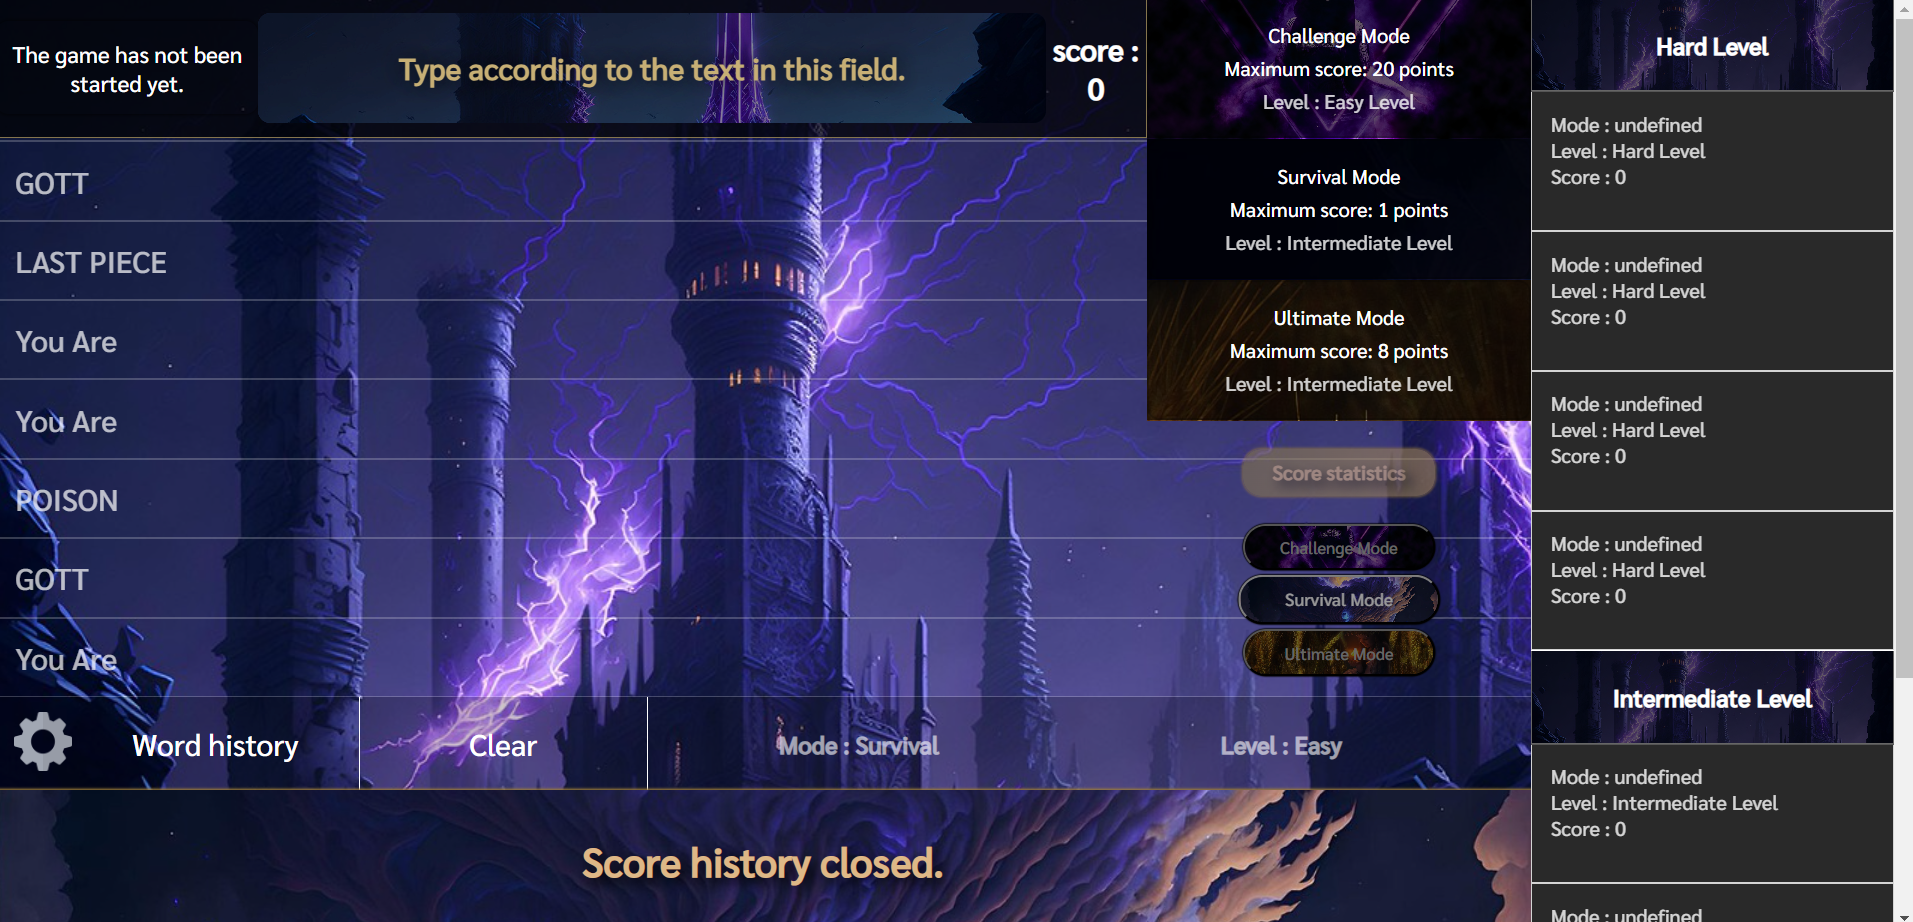 The game has not been
started yet.
Type according to the text in this field.
score :
0
GOTT
LAST PIECE
You Are
You Are
POISON
GOTT
You Are
Word history
Clear
Mode : Survival
Level : Easy
Score history closed.
Challenge Mode
Maximum score: 20 points
Level : Easy Level
Survival Mode
Maximum score: 1 points
Level : Intermediate Level
Ultimate Mode
Maximum score: 8 points
Level : Intermediate Level
Score statistics
Challenge Mode
Survival Mode
Ultimate Mode
Hard Level
Mode : undefined
Level : Hard Level
Score : 0
Mode : undefined
Level : Hard Level
Score : 0
Mode : undefined
Level : Hard Level
Score : 0
Mode : undefined
Level : Hard Level
Score : 0
Intermediate Level
Mode : undefined
Level : Intermediate Level
Score : 0
Mode : undefined